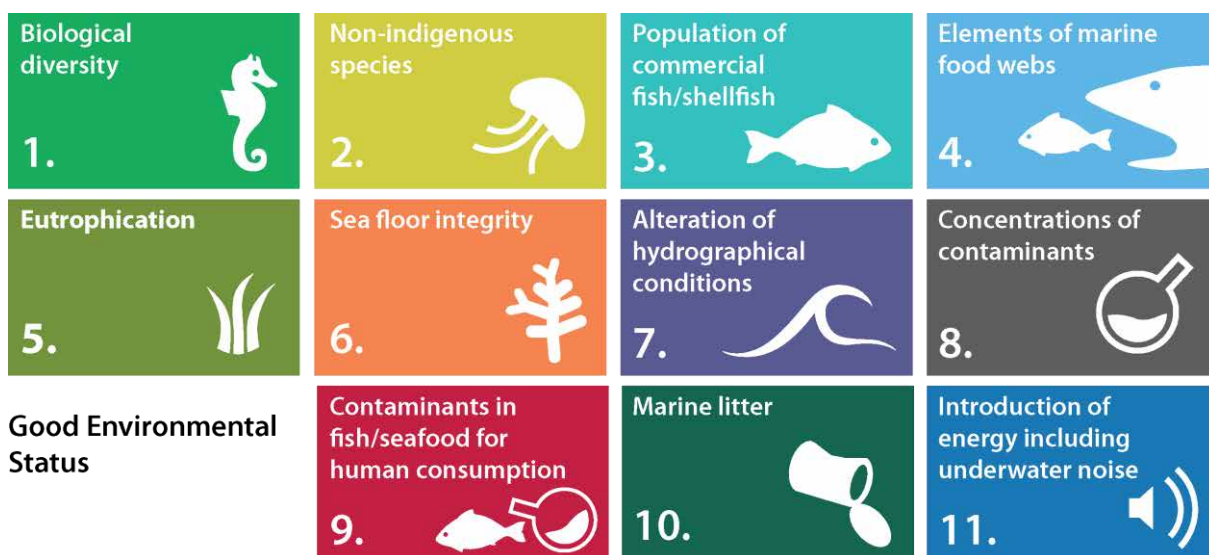 Biological
diversity
1.
Non-indigenous
species
2.
Population of
commercial
fish/shellfish
3.
Elements of marine
food webs
4.
Eutrophication
5.
Sea floor integrity
6.
Alteration of
hydrographical
conditions
7.
Concentrations of
contaminants
8.
Good Environmental
Status
Contaminants in
fish/seafood for
human consumption
9.
Marine litter
10.
Introduction of
energy including
underwater noise
11.